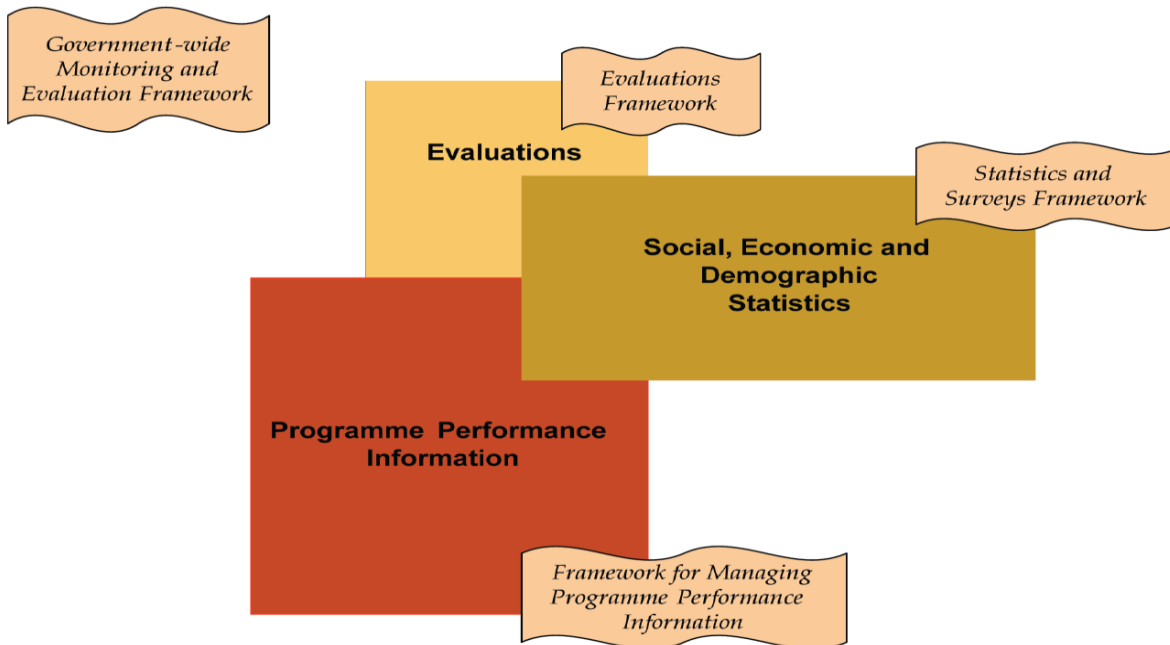 Government-wide
Monitoring and
Evaluation Framework
Evaluations
Framework
Evaluations
Statistics and
Surveys Framework
Social, Economic and
Demographic
Statistics
Programme Performance
Information
Framework for Managing
Programme Performance
Information